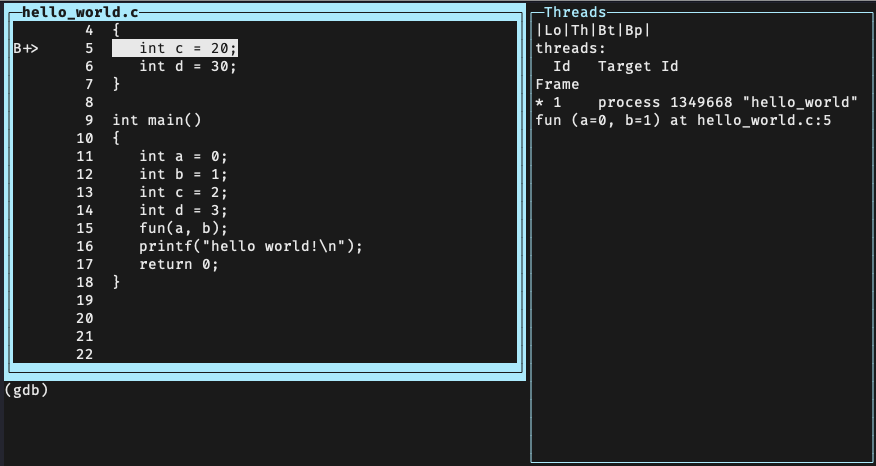 hello_world.c
4 {
B+> 5 int c = 20;
6 int d = 30;
7 }
8
9 int main()
10 {
11 int a = 0;
12 int b = 1;
13 int c = 2;
14 int d = 3;
15 fun(a, b);
16 printf("hello world!\n");
17 return 0;
18 }
19
20
21
22
(gdb)
Threads
|Lo|Th|Bt|Bp|
threads:
Id Target Id
Frame
* 1 process 1349668 "hello_world"
fun (a=0, b=1) at hello_world.c:5